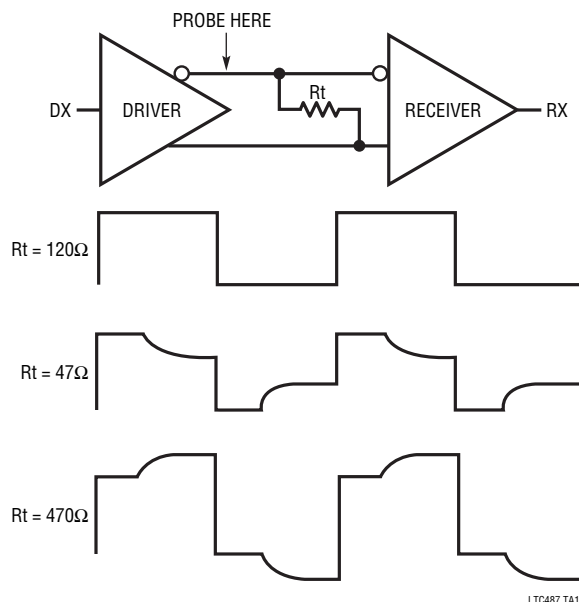 PROBE HERE
Rt
DX
DRIVER
RECEIVER
RX
Rt = 120Ω
Rt = 47Ω
Rt = 470Ω
LTC487 TA1